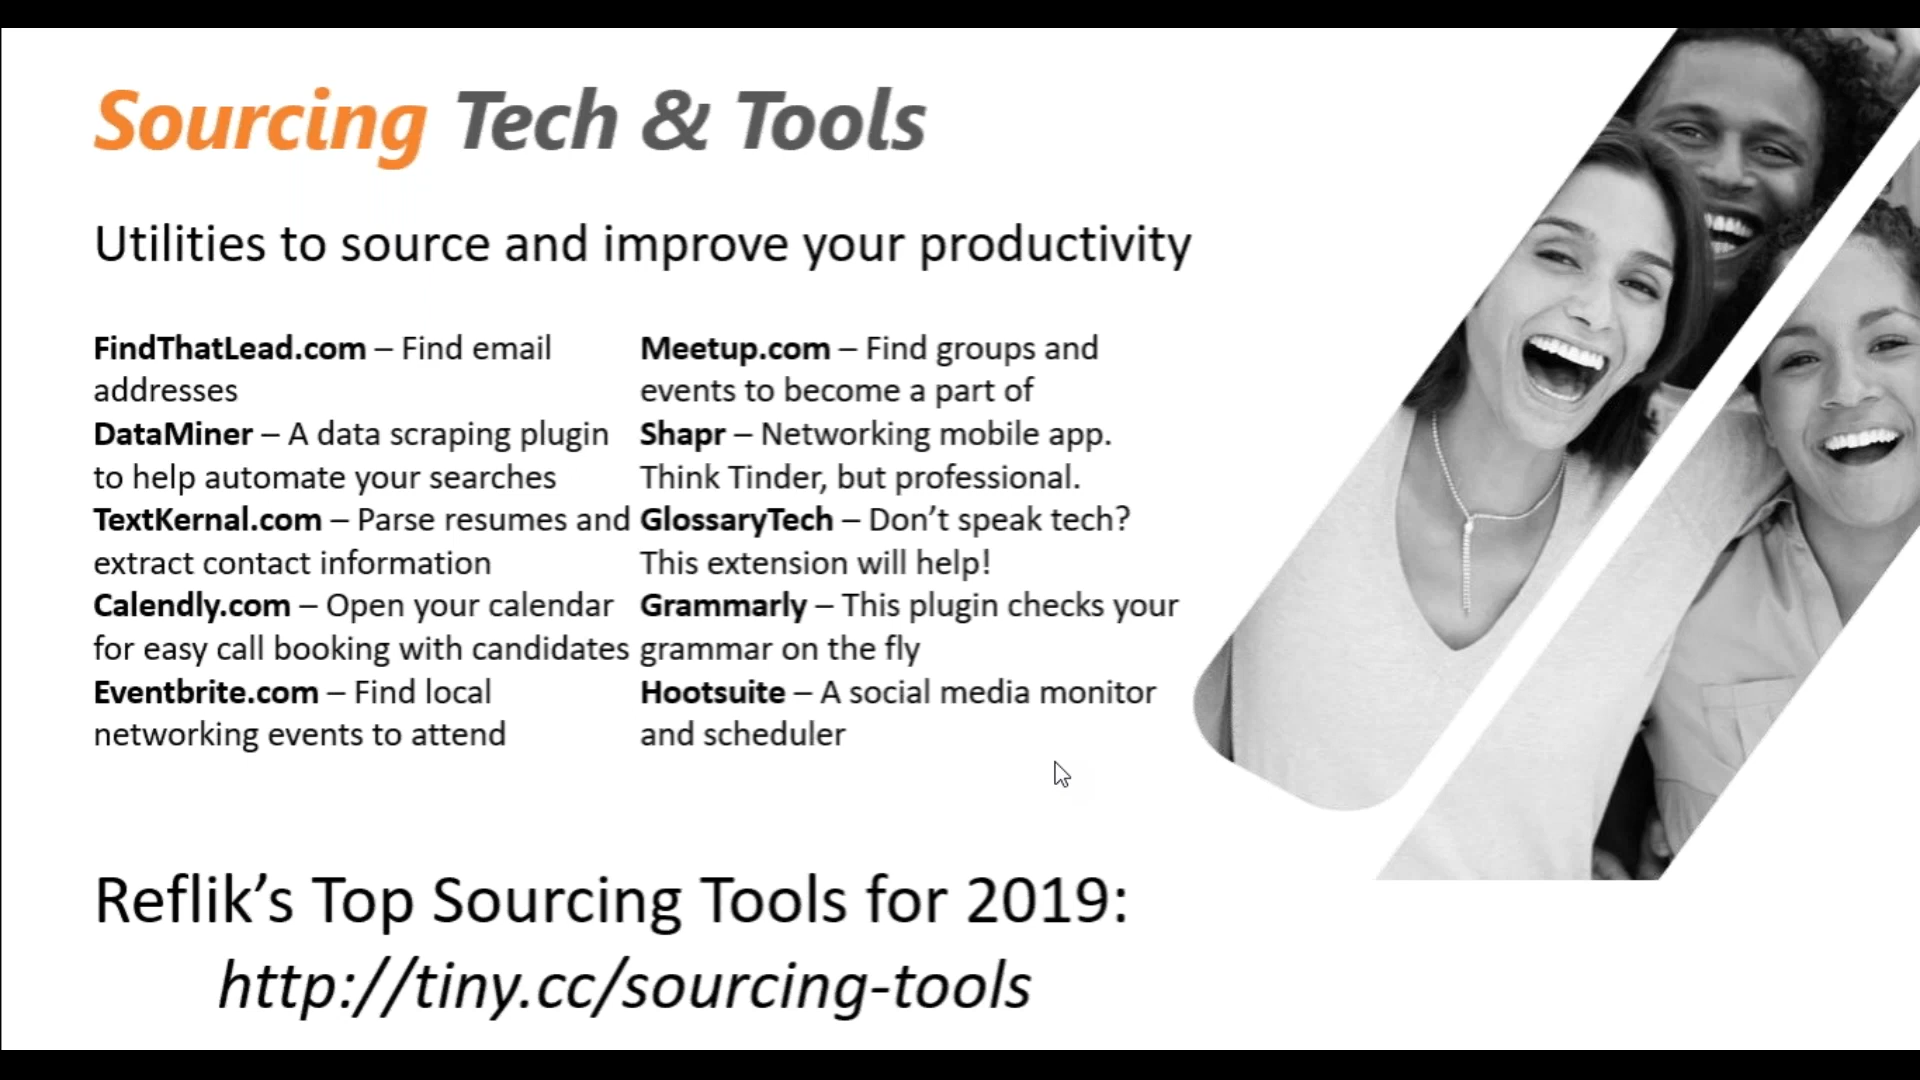 Sourcing Tech & Tools
Utilities to source and improve your productivity
FindThatLead.com – Find email
addresses
DataMiner – A data scraping plugin
to help automate your searches
TextKernal.com – Parse resumes and
extract contact information
Calendly.com – Open your calendar
for easy call booking with candidates
Eventbrite.com – Find local
networking events to attend
Meetup.com – Find groups and
events to become a part of
Shapr – Networking mobile app.
Think Tinder, but professional.
GlossaryTech – Don’t speak tech?
This extension will help!
Grammarly – This plugin checks your
grammar on the fly
Hootsuite – A social media monitor
and scheduler
Reflik’s Top Sourcing Tools for 2019:
http://tiny.cc/sourcing-tools